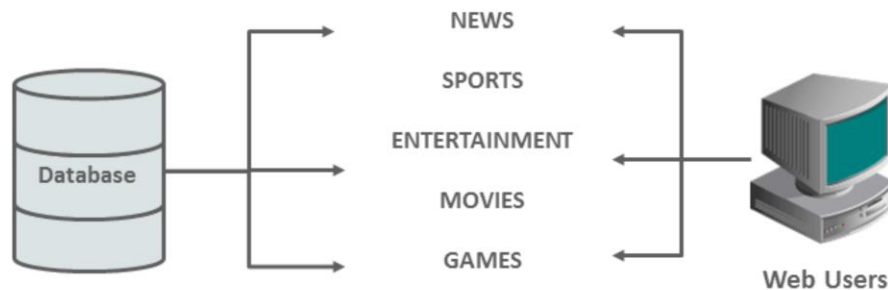 NEWS
SPORTS
ENTERTAINMENT
Database
MOVIES
GAMES
Web Users